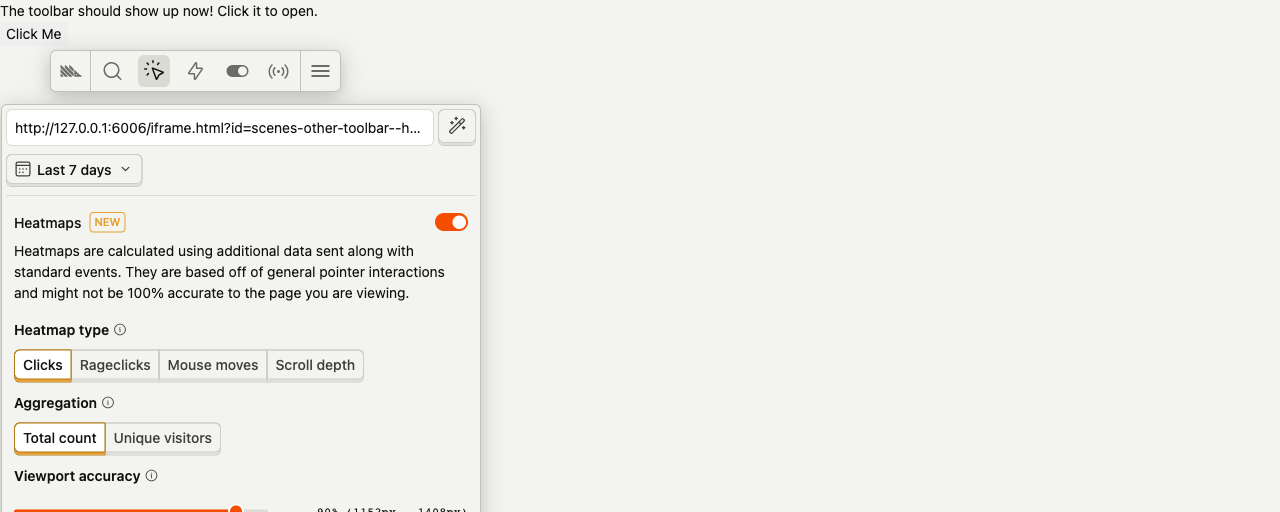 The toolbar should show up now! Click it to open.
Click Me
http://127.0.0.1:6006/iframe.html?id=scenes-other-toolbar--h...
Last 7 days
Heatmaps NEW
Heatmaps are calculated using additional data sent along with
standard events. They are based off of general pointer interactions
and might not be 100% accurate to the page you are viewing.
Heatmap type
Clicks Rageclicks Mouse moves Scroll depth
Aggregation
Total count Unique visitors
Viewport accuracy
90% (1152px - 1408px)